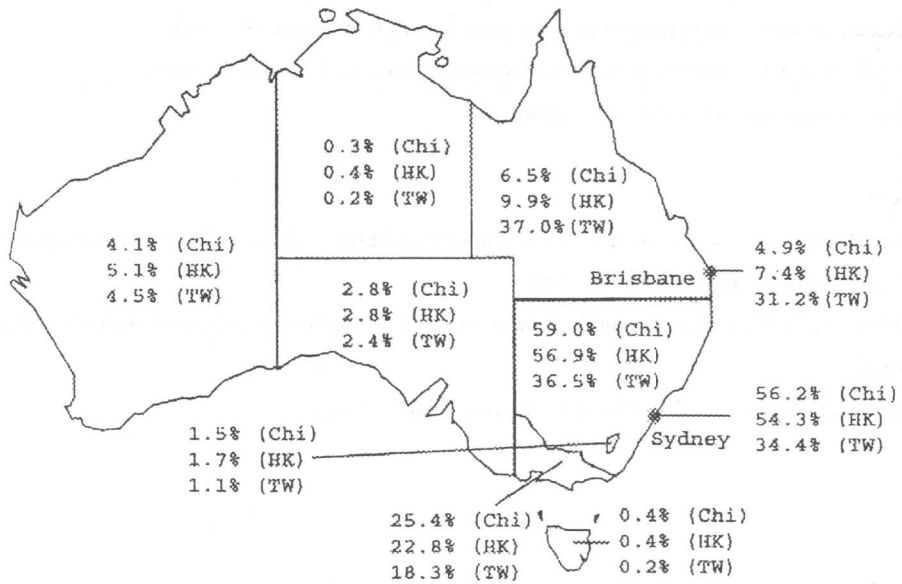 0.3% (Chi)
0.4% (HK)
0.2% (TW)
6.5% (Chi)
9.9% (HK)
37.0%(TW)
4.1% (Chi)
5.1% (HK)
4.5% (TW)
Brisbane
4.9% (Chi)
7.4% (HK)
31.2%(TW)
2.8% (Chi)
2.8% (HK)
2.4% (TW)
59.0% (Chi)
56.9% (HK)
36.5% (TW)
Sydney
56.2% (Chi)
54.3% (HK)
34.4% (TW)
1.5% (Chi)
1.7% (HK)
1.1% (TW)
25.4% (Chi)
22.8% (HK)
18.3% (TW)
0.4% (Chi)
0.4% (HK)
0.2% (TW)